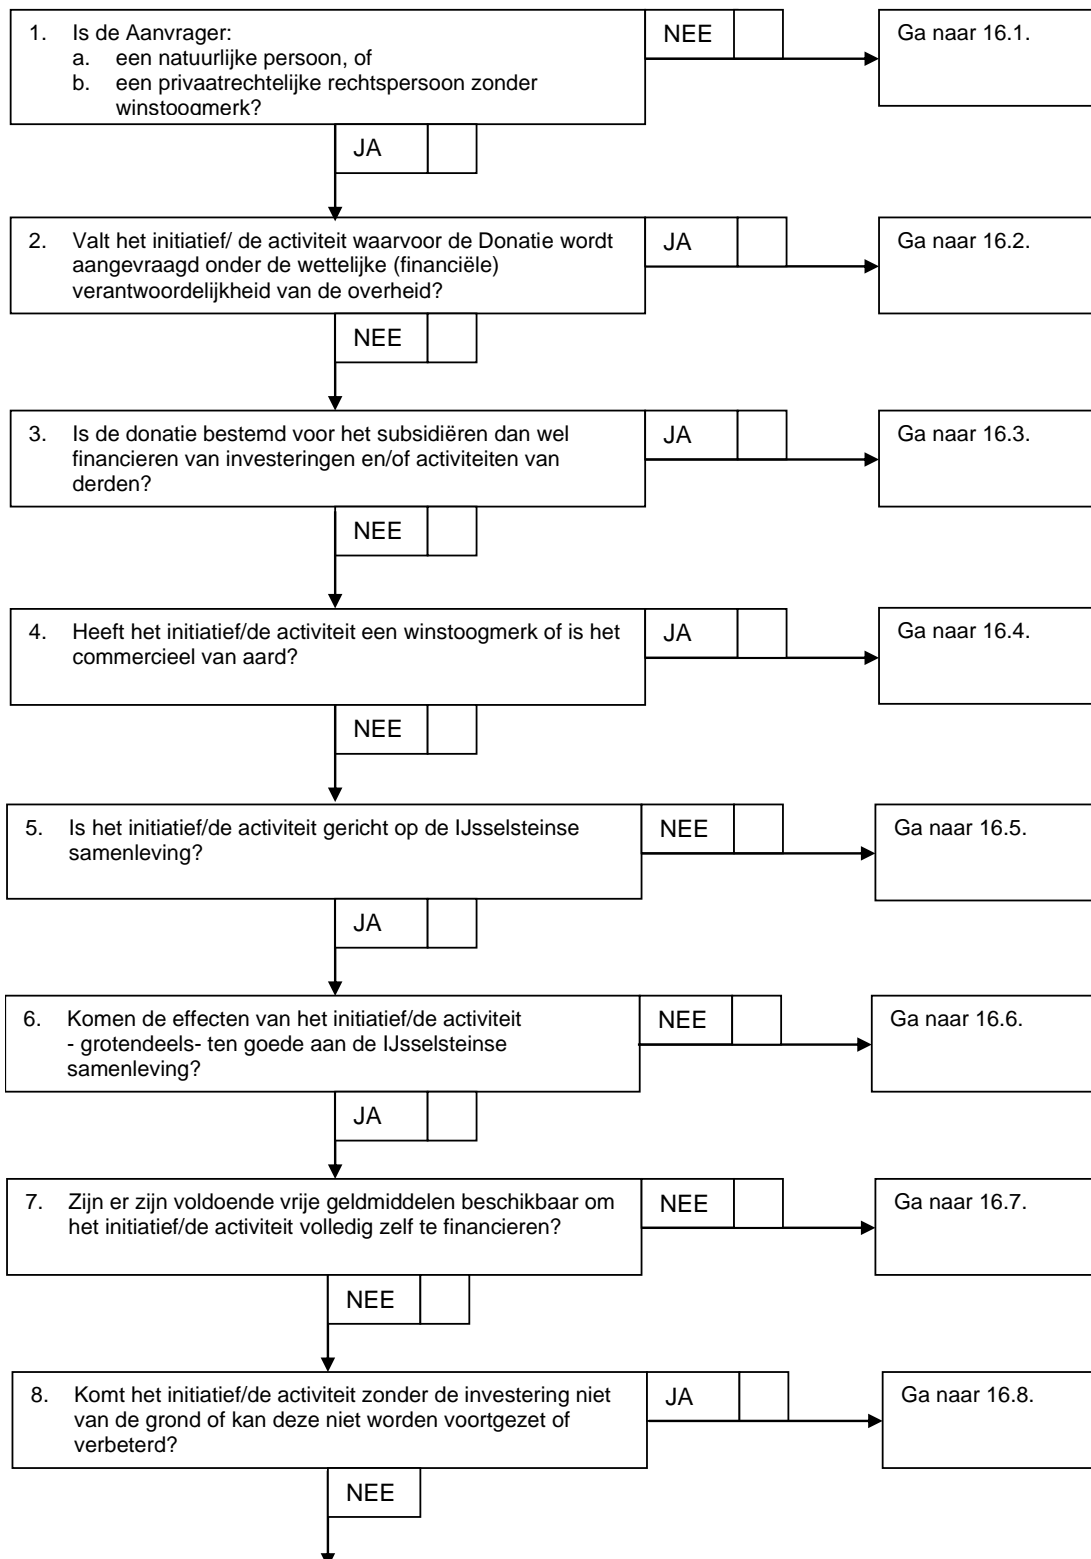 1. Is de Aanvrager:
a. een natuurlijke persoon, of
b. een privaatrechtelijke rechtspersoon zonder
winstoogmerk?
NEE
Ga naar 16.1.
JA
2. Valt het initiatief/ de activiteit waarvoor de Donatie wordt
aangevraagd onder de wettelijke (financiële)
verantwoordelijkheid van de overheid?
JA
Ga naar 16.2.
NEE
3. Is de donatie bestemd voor het subsidiëren dan wel
financieren van investeringen en/of activiteiten van
derden?
JA
Ga naar 16.3.
NEE
4. Heeft het initiatief/de activiteit een winstoogmerk of is het
commercieel van aard?
JA
Ga naar 16.4.
NEE
5. Is het initiatief/de activiteit gericht op de IJsselsteinse
samenleving?
NEE
Ga naar 16.5.
JA
6. Komen de effecten van het initiatief/de activiteit
- grotendeels- ten goede aan de IJsselsteinse
samenleving?
NEE
Ga naar 16.6.
JA
7. Zijn er zijn voldoende vrije geldmiddelen beschikbaar om
het initiatief/de activiteit volledig zelf te financieren?
NEE
Ga naar 16.7.
NEE
8. Komt het initiatief/de activiteit zonder de investering niet
van de grond of kan deze niet worden voortgezet of
verbeterd?
JA
Ga naar 16.8.
NEE